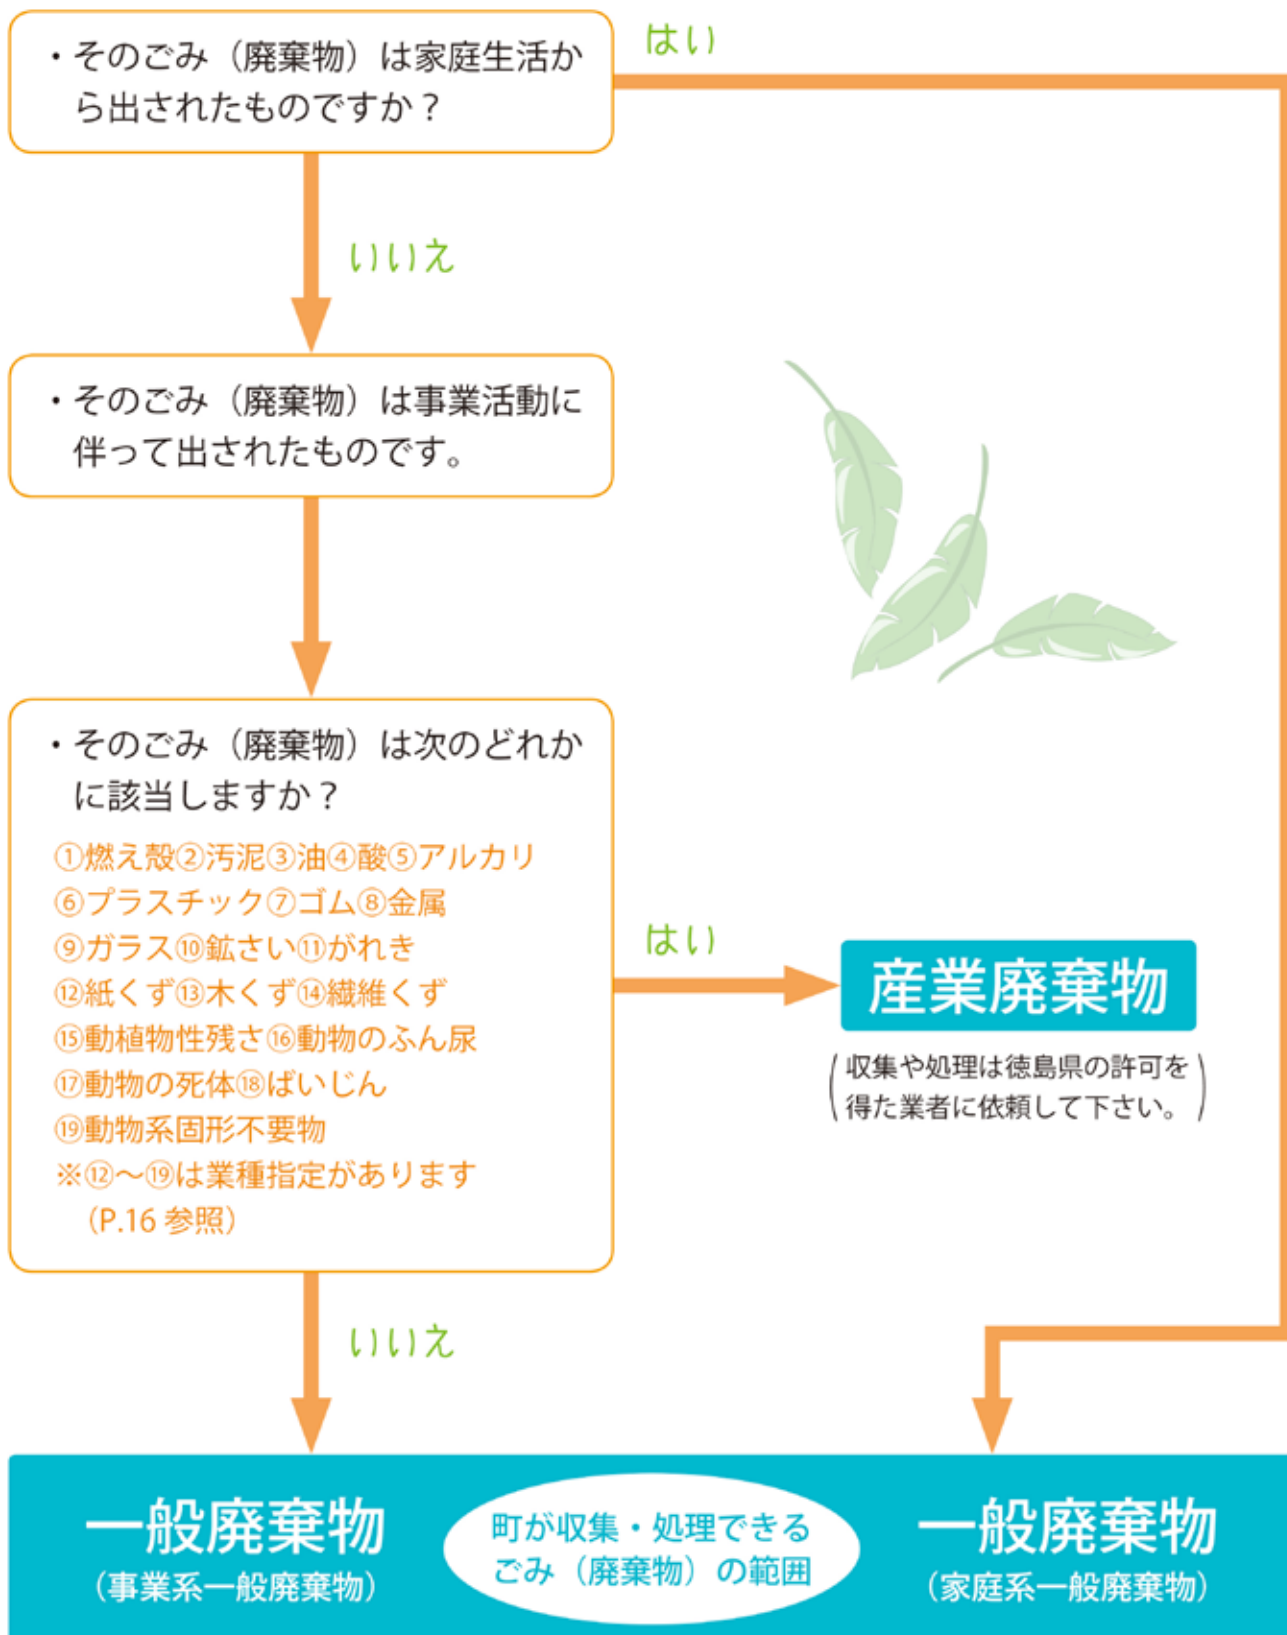 ・そのごみ（廃棄物）は家庭生活か
ら出されたものですか？
はい
いいえ
・そのごみ（廃棄物）は事業活動に
伴って出されたものです。
・そのごみ（廃棄物）は次のどれか
に該当しますか？
①燃え殻②汚泥③油④酸⑤アルカリ
⑥プラスチック⑦ゴム⑧金属
⑨ガラス⑩鉱さい⑪がれき
⑫紙くず⑬木くず⑭繊維くず
⑮動植物性残さ⑯動物のふん尿
⑰動物の死体⑱ばいじん
⑲動物系固形不要物
※⑫～⑲は業種指定があります
（P.16 参照）
はい
産業廃棄物
（収集や処理は徳島県の許可を
得た業者に依頼して下さい。）
いいえ
一般廃棄物
（事業系一般廃棄物）
町が収集・処理できる
ごみ（廃棄物）の範囲
一般廃棄物
（家庭系一般廃棄物）